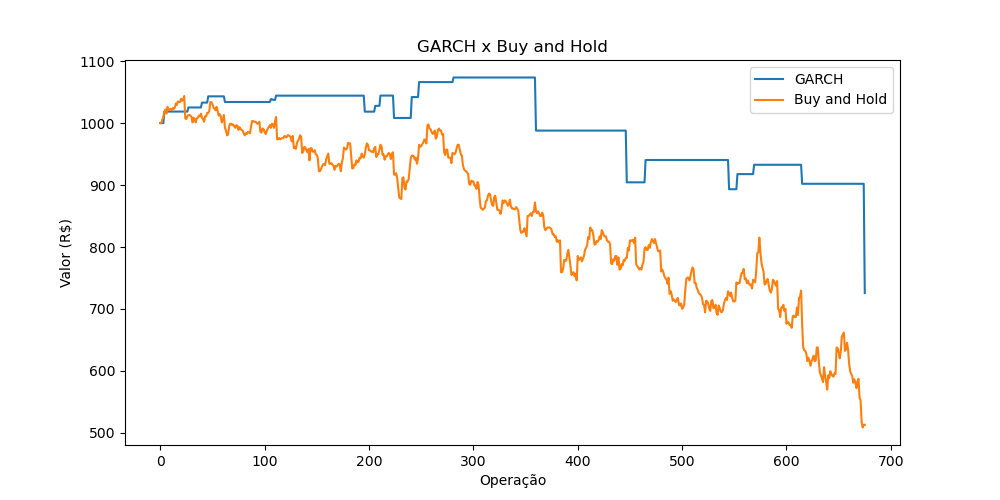 GARCH x Buy and Hold
GARCH
Buy and Hold
Valor (R$)
1100
1000
900
800
700
600
500
0 100 200 300 400 500 600 700
Operação